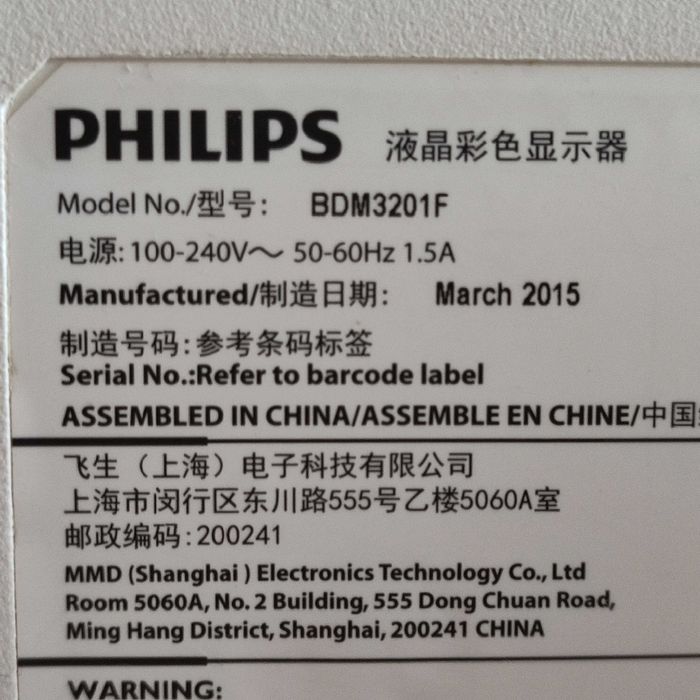 PHILIPS 液晶彩色显示器
Model No./型号: BDM3201F
电源: 100-240V～ 50-60Hz 1.5A
Manufactured/制造日期: March 2015
制造号码:参考条码标签
Serial No.:Refer to barcode label
ASSEMBLED IN CHINA/ASSEMBLE EN CHINE/中国
飞生（上海）电子科技有限公司
上海市闵行区东川路555号乙楼5060A室
邮政编码:200241
MMD (Shanghai ) Electronics Technology Co., Ltd
Room 5060A, No. 2 Building, 555 Dong Chuan Road,
Ming Hang District, Shanghai, 200241 CHINA
WARNING: